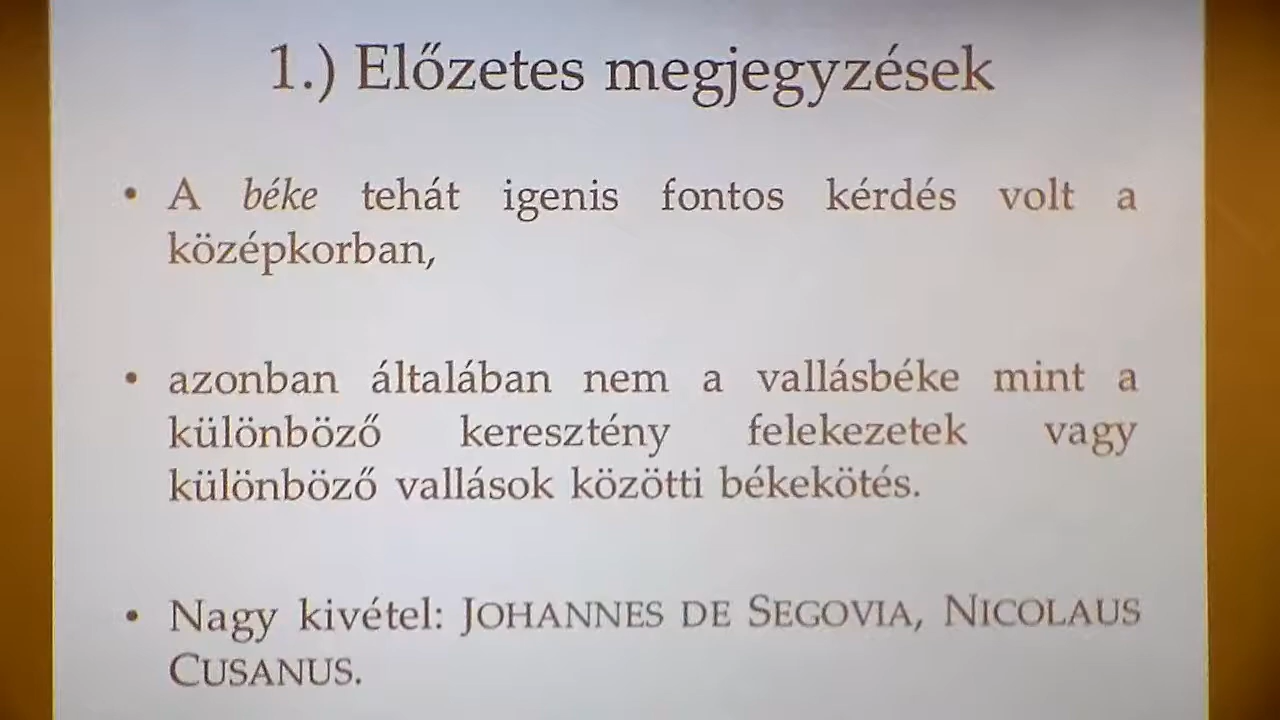 1.) Előzetes megjegyzések
• A béke tehát igenis fontos kérdés volt a
középkorban,
• azonban általában nem a vallásbéke mint a
különböző keresztény felekezetek vagy
különböző vallások közötti békekötés.
• Nagy kivétel: JOHANNES DE SEGOVIA, NICOLAUS
CUSANUS.